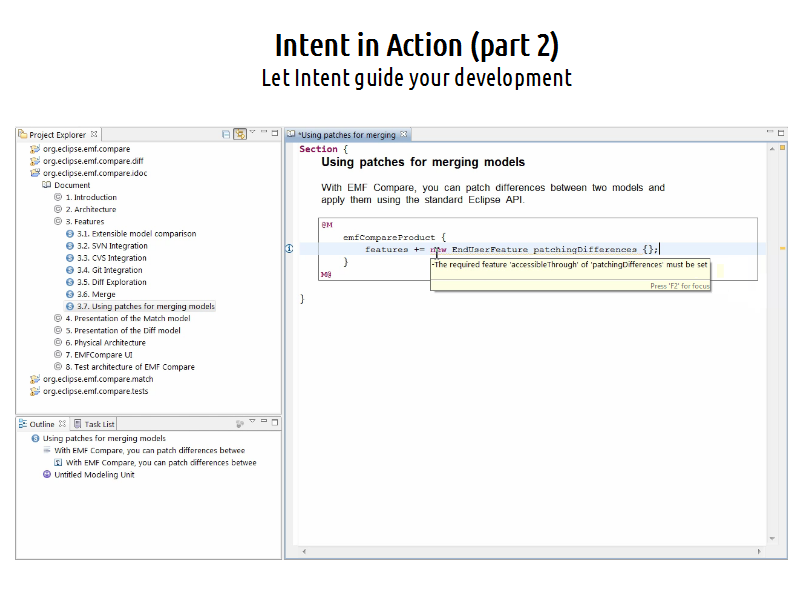 Intent in Action (part 2)
Let Intent guide your development
Project Explorer
org.eclipse.emf.compare
org.eclipse.emf.compare.diff
org.eclipse.emf.compare.idoc
Document
1. Introduction
2. Architecture
3. Features
3.1. Extensible model comparison
3.2. SVN Integration
3.3. CVS Integration
3.4. Git Integration
3.5. Diff Exploration
3.6. Merge
3.7. Using patches for merging models
4. Presentation of the Match model
5. Presentation of the Diff model
6. Physical Architecture
7. EMFCompare UI
8. Test architecture of EMF Compare
org.eclipse.emf.compare.match
org.eclipse.emf.compare.tests
Outline Task List
Using patches for merging models
With EMF Compare, you can patch differences betwee
With EMF Compare, you can patch differences betwee
Untitled Modeling Unit
*Using patches for merging
Section {
Using patches for merging models
With EMF Compare, you can patch differences between two models and
apply them using the standard Eclipse API.
@M
emfCompareProduct {
features += new EndUserFeature patchingDifferences {};
-The required feature 'accessibleThrough' of 'patchingDifferences' must be set
Press 'F2' for focus
}
M@
}